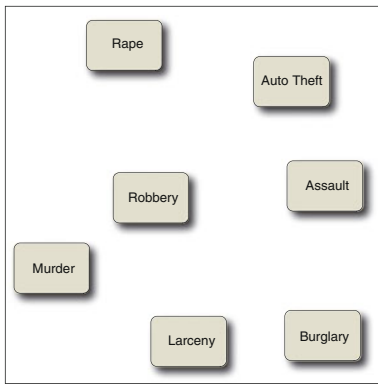 Rape
Auto Theft
Assault
Robbery
Murder
Larceny
Burglary